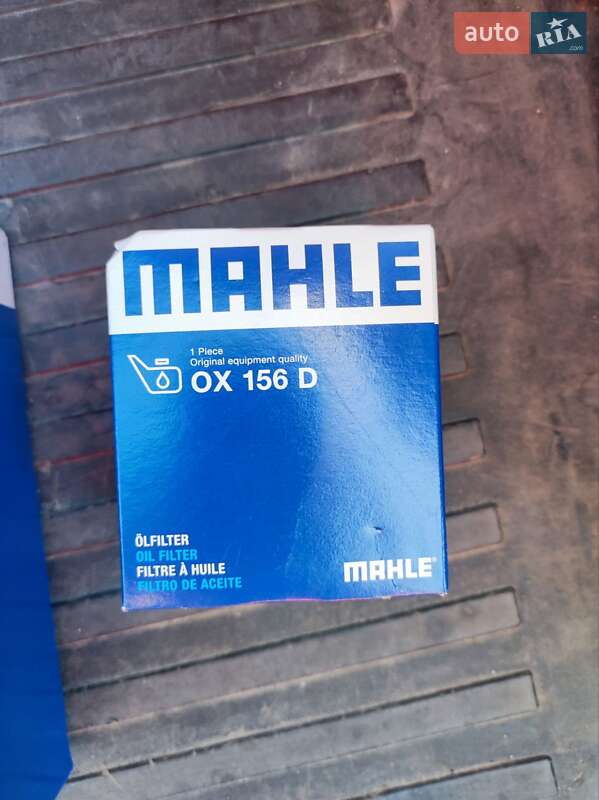 auto RIA.com
MAHLE
1 Piece
Original equipment quality
OX 156 D
ÖLFILTER
OIL FILTER
FILTRE À HUILE
FILTRO DE ACEITE
MAHLE®